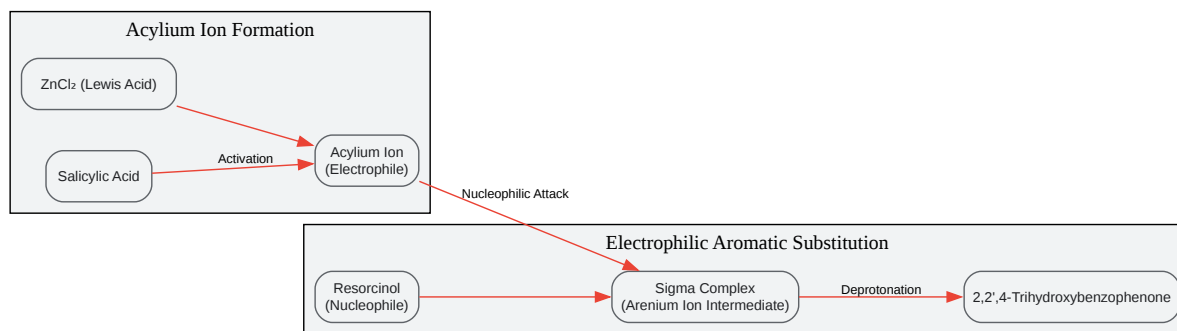 Acylium Ion Formation
ZnCl₂ (Lewis Acid)
Salicylic Acid
Activation
Acylium Ion
(Electrophile)
Nucleophilic Attack
Electrophilic Aromatic Substitution
Resorcinol
(Nucleophile)
Sigma Complex
(Arenium Ion Intermediate)
Deprotonation
2,2',4-Trihydroxybenzophenone